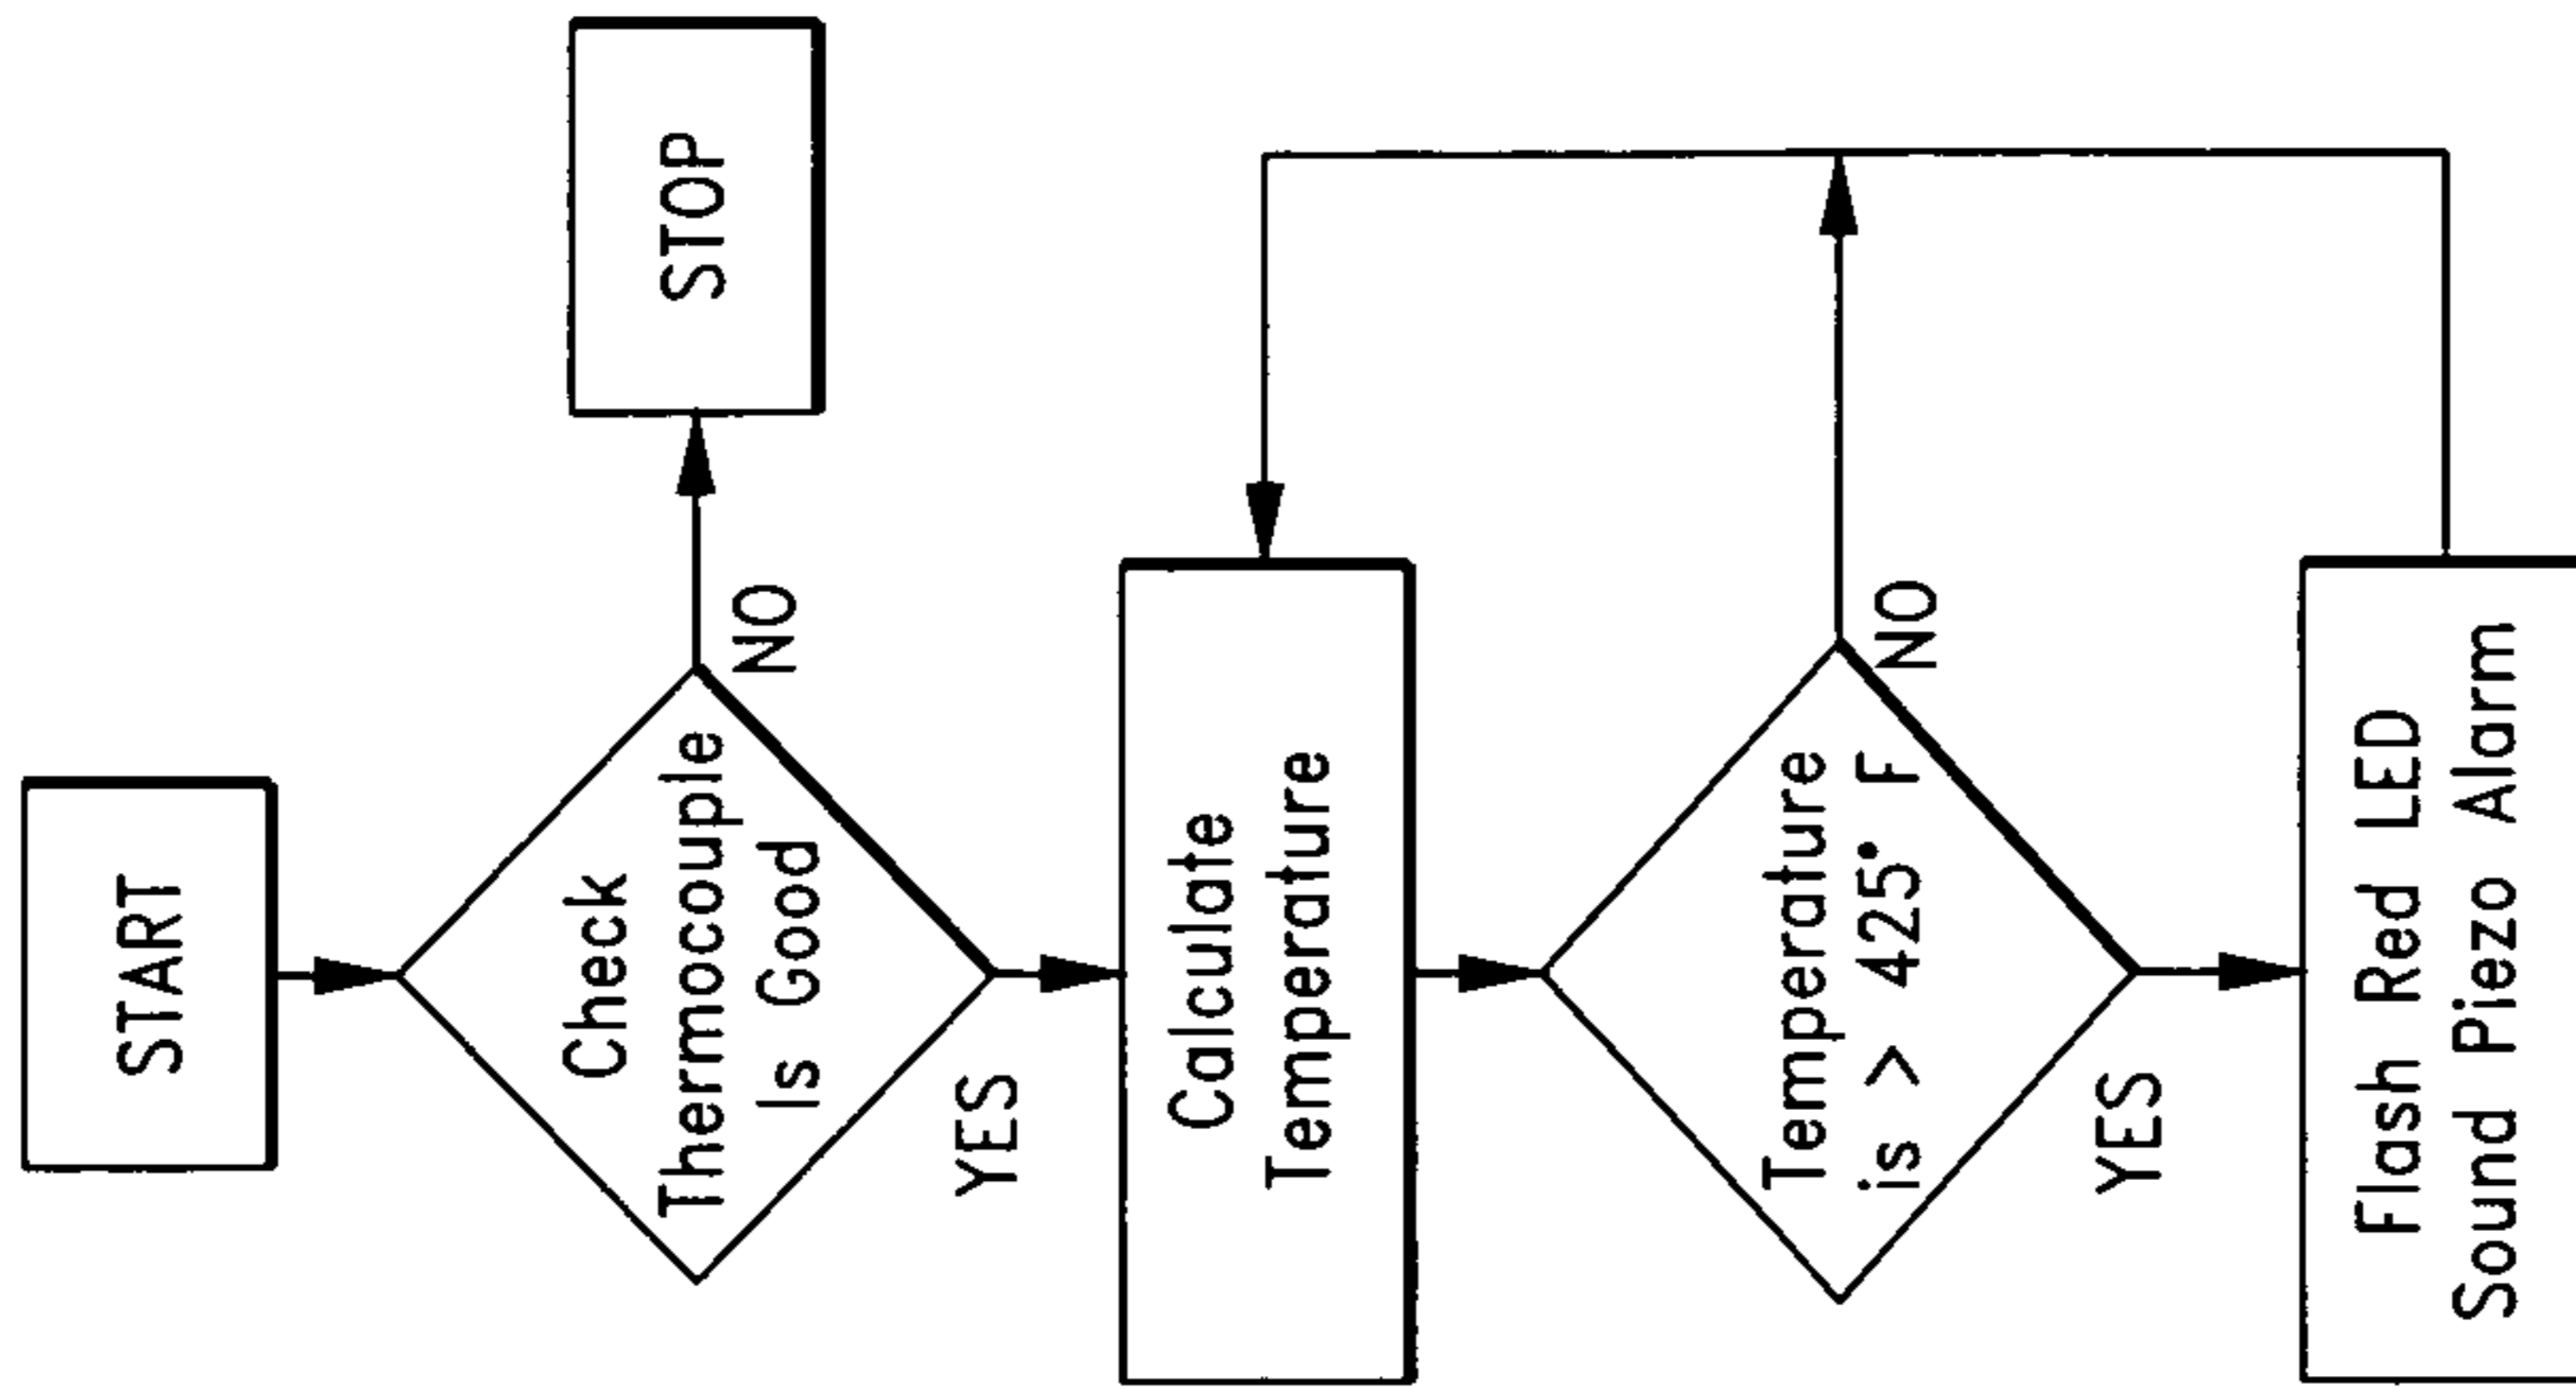 START
Check
Thermocouple
Is Good
NO
STOP
YES
Calculate
Temperature
Temperature
is > 425° F
NO
YES
Flash Red LED
Sound Piezo Alarm